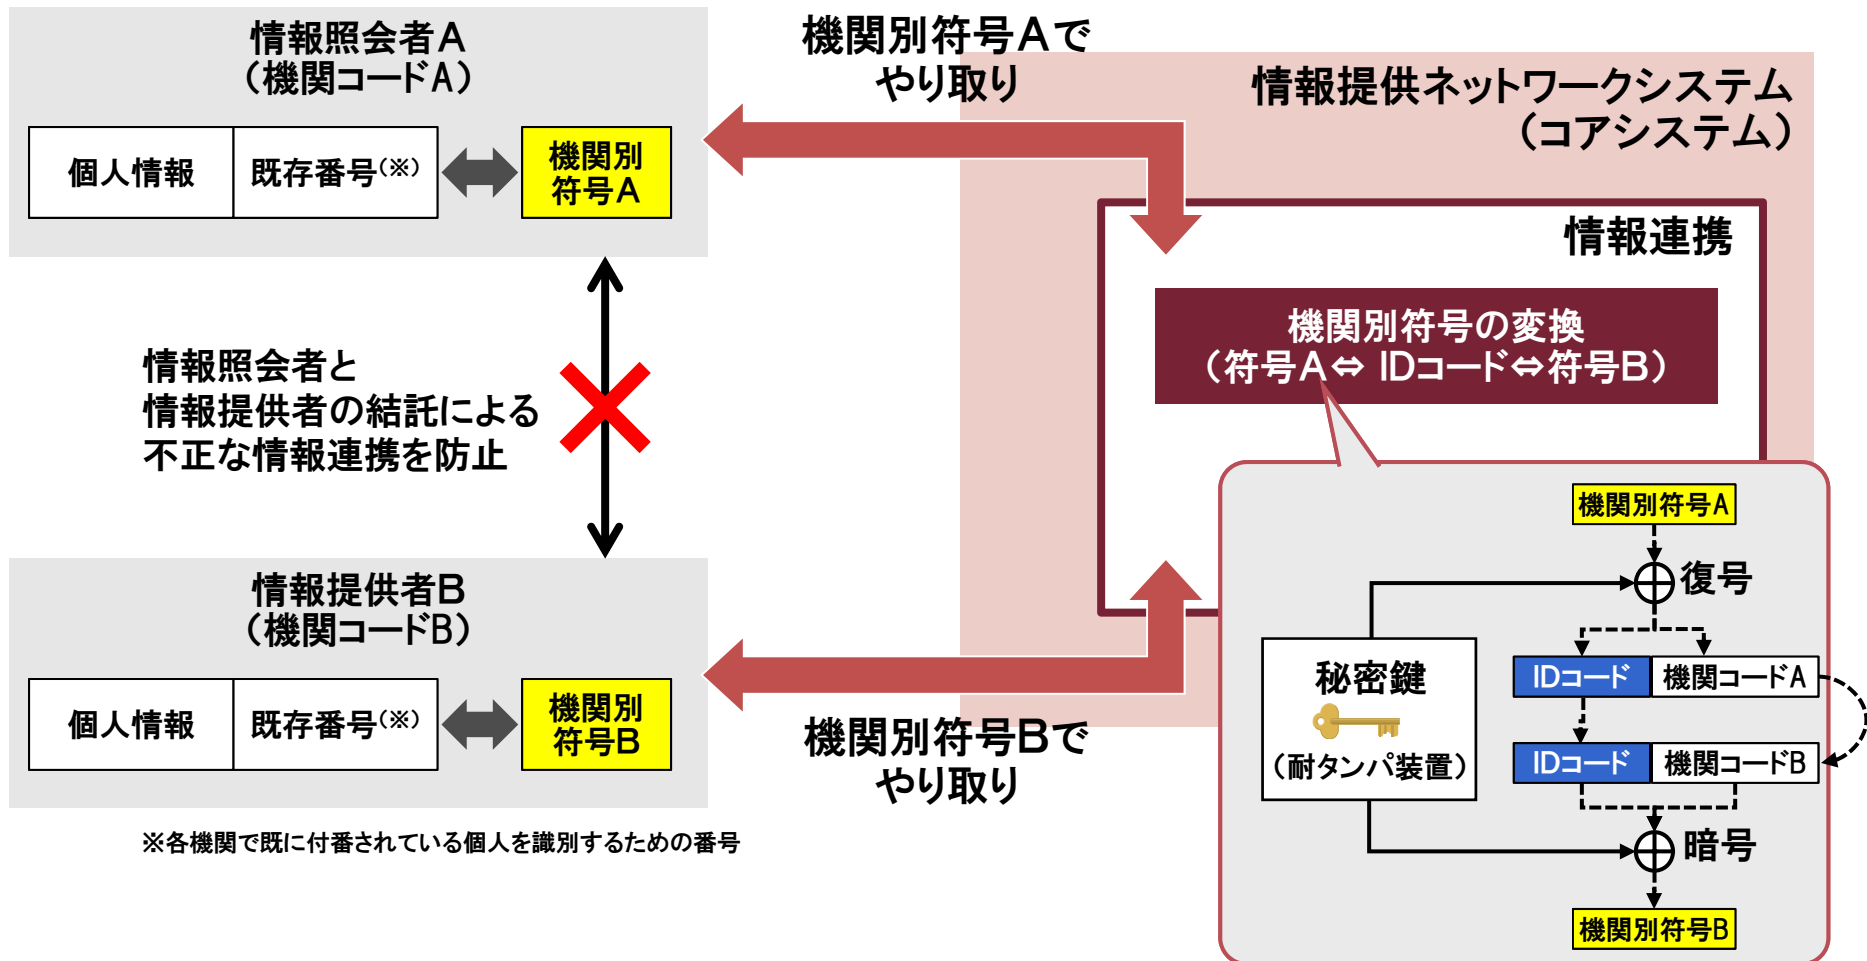 情報照会者A
（機関コードA）
個人情報
既存番号(※)
機関別
符号A
機関別符号Aで
やり取り
情報提供ネットワークシステム
（コアシステム）
情報連携
機関別符号の変換
（符号A⇔ IDコード⇔符号B）
情報照会者と
情報提供者の結託による
不正な情報連携を防止
情報提供者B
（機関コードB）
個人情報
既存番号(※)
機関別
符号B
機関別符号Bで
やり取り
※各機関で既に付番されている個人を識別するための番号
機関別符号A
復号
秘密鍵
（耐タンパ装置）
IDコード
機関コードA
IDコード
機関コードB
暗号
機関別符号B